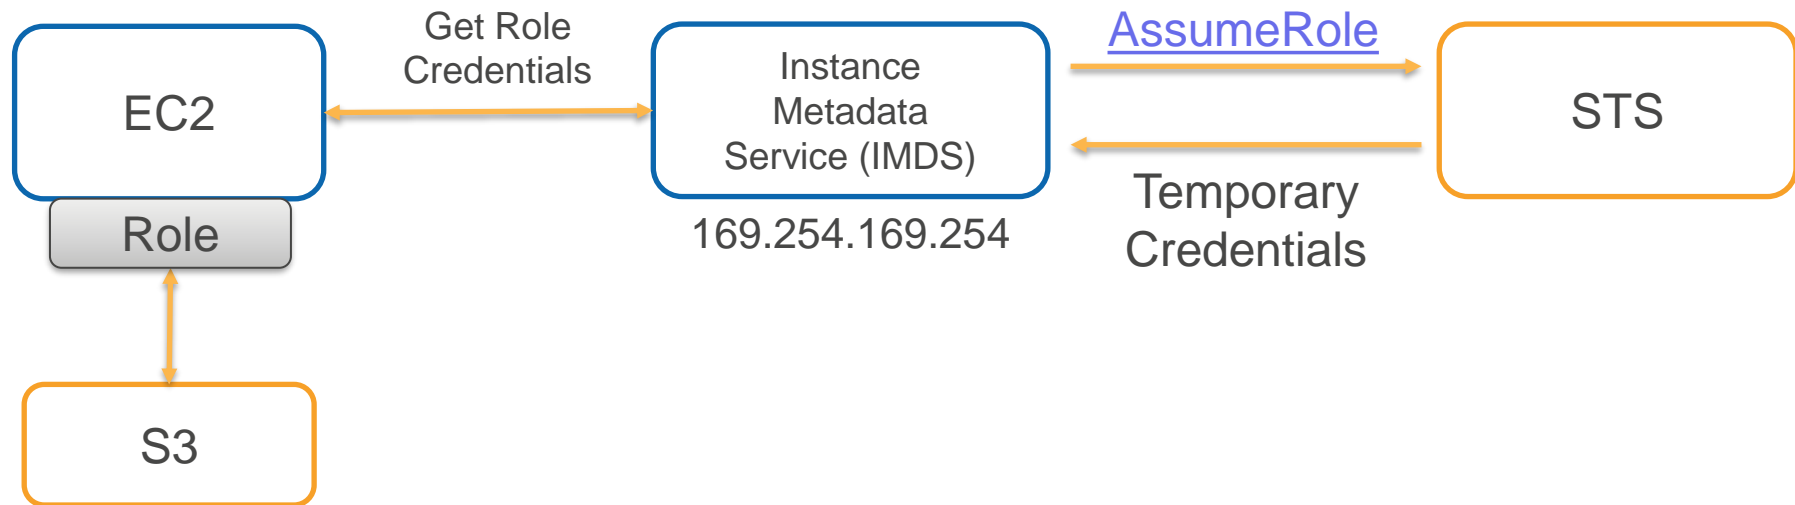 EC2
Role
S3
Get Role
Credentials
Instance
Metadata
Service (IMDS)
169.254.169.254
AssumeRole
Temporary
Credentials
STS